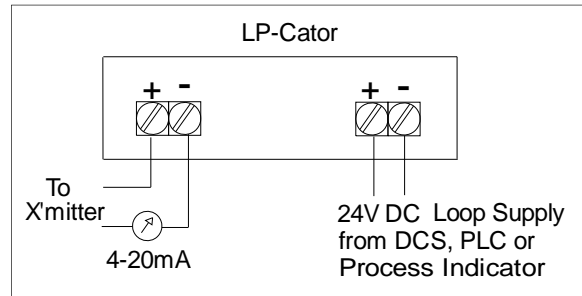 LP-Cator
+ -
+ -
To
X'mitter
4-20mA
24V DC Loop Supply
from DCS, PLC or
Process Indicator